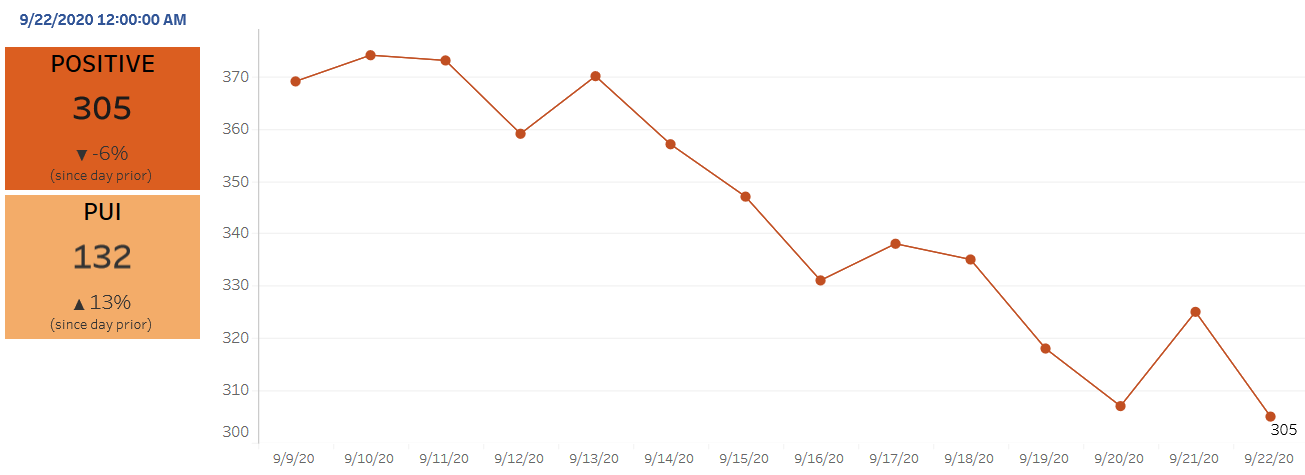 9/22/2020 12:00:00 AM
POSITIVE
305
▼ -6%
(since day prior)
PUI
132
▲ 13%
(since day prior)
370
360
350
340
330
320
310
300
305
9/9/20 9/10/20 9/11/20 9/12/20 9/13/20 9/14/20 9/15/20 9/16/20 9/17/20 9/18/20 9/19/20 9/20/20 9/21/20 9/22/20